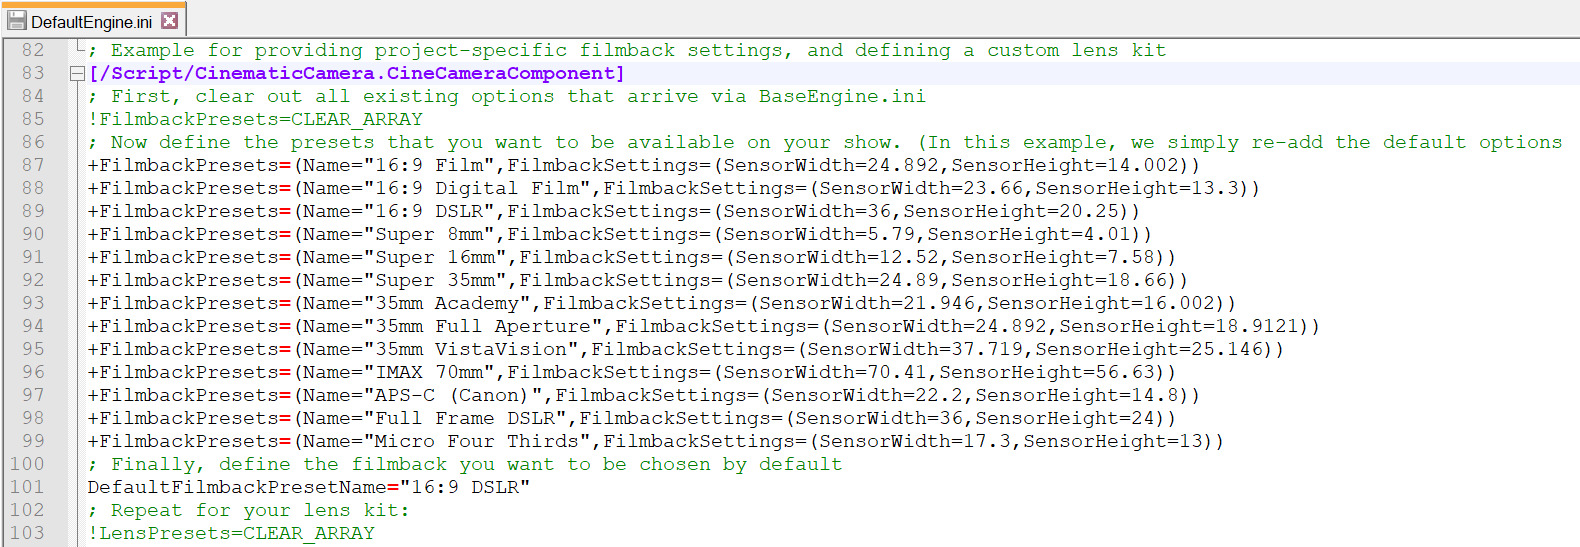 DefaultEngine.ini
82 ; Example for providing project-specific filmback settings, and defining a custom lens kit
83 [/Script/CinematicCamera.CineCameraComponent]
84 ; First, clear out all existing options that arrive via BaseEngine.ini
85 !FilmbackPresets=CLEAR_ARRAY
86 ; Now define the presets that you want to be available on your show. (In this example, we simply re-add the default options
87 +FilmbackPresets=(Name="16:9 Film",FilmbackSettings=(SensorWidth=24.892,SensorHeight=14.002))
88 +FilmbackPresets=(Name="16:9 Digital Film",FilmbackSettings=(SensorWidth=23.66,SensorHeight=13.3))
89 +FilmbackPresets=(Name="16:9 DSLR",FilmbackSettings=(SensorWidth=36,SensorHeight=20.25))
90 +FilmbackPresets=(Name="Super 8mm",FilmbackSettings=(SensorWidth=5.79,SensorHeight=4.01))
91 +FilmbackPresets=(Name="Super 16mm",FilmbackSettings=(SensorWidth=12.52,SensorHeight=7.58))
92 +FilmbackPresets=(Name="Super 35mm",FilmbackSettings=(SensorWidth=24.89,SensorHeight=18.66))
93 +FilmbackPresets=(Name="35mm Academy",FilmbackSettings=(SensorWidth=21.946,SensorHeight=16.002))
94 +FilmbackPresets=(Name="35mm Full Aperture",FilmbackSettings=(SensorWidth=24.892,SensorHeight=18.9121))
95 +FilmbackPresets=(Name="35mm VistaVision",FilmbackSettings=(SensorWidth=37.719,SensorHeight=25.146))
96 +FilmbackPresets=(Name="IMAX 70mm",FilmbackSettings=(SensorWidth=70.41,SensorHeight=56.63))
97 +FilmbackPresets=(Name="APS-C (Canon)",FilmbackSettings=(SensorWidth=22.2,SensorHeight=14.8))
98 +FilmbackPresets=(Name="Full Frame DSLR",FilmbackSettings=(SensorWidth=36,SensorHeight=24))
99 +FilmbackPresets=(Name="Micro Four Thirds",FilmbackSettings=(SensorWidth=17.3,SensorHeight=13))
100 ; Finally, define the filmback you want to be chosen by default
101 DefaultFilmbackPresetName="16:9 DSLR"
102 ; Repeat for your lens kit:
103 !LensPresets=CLEAR_ARRAY